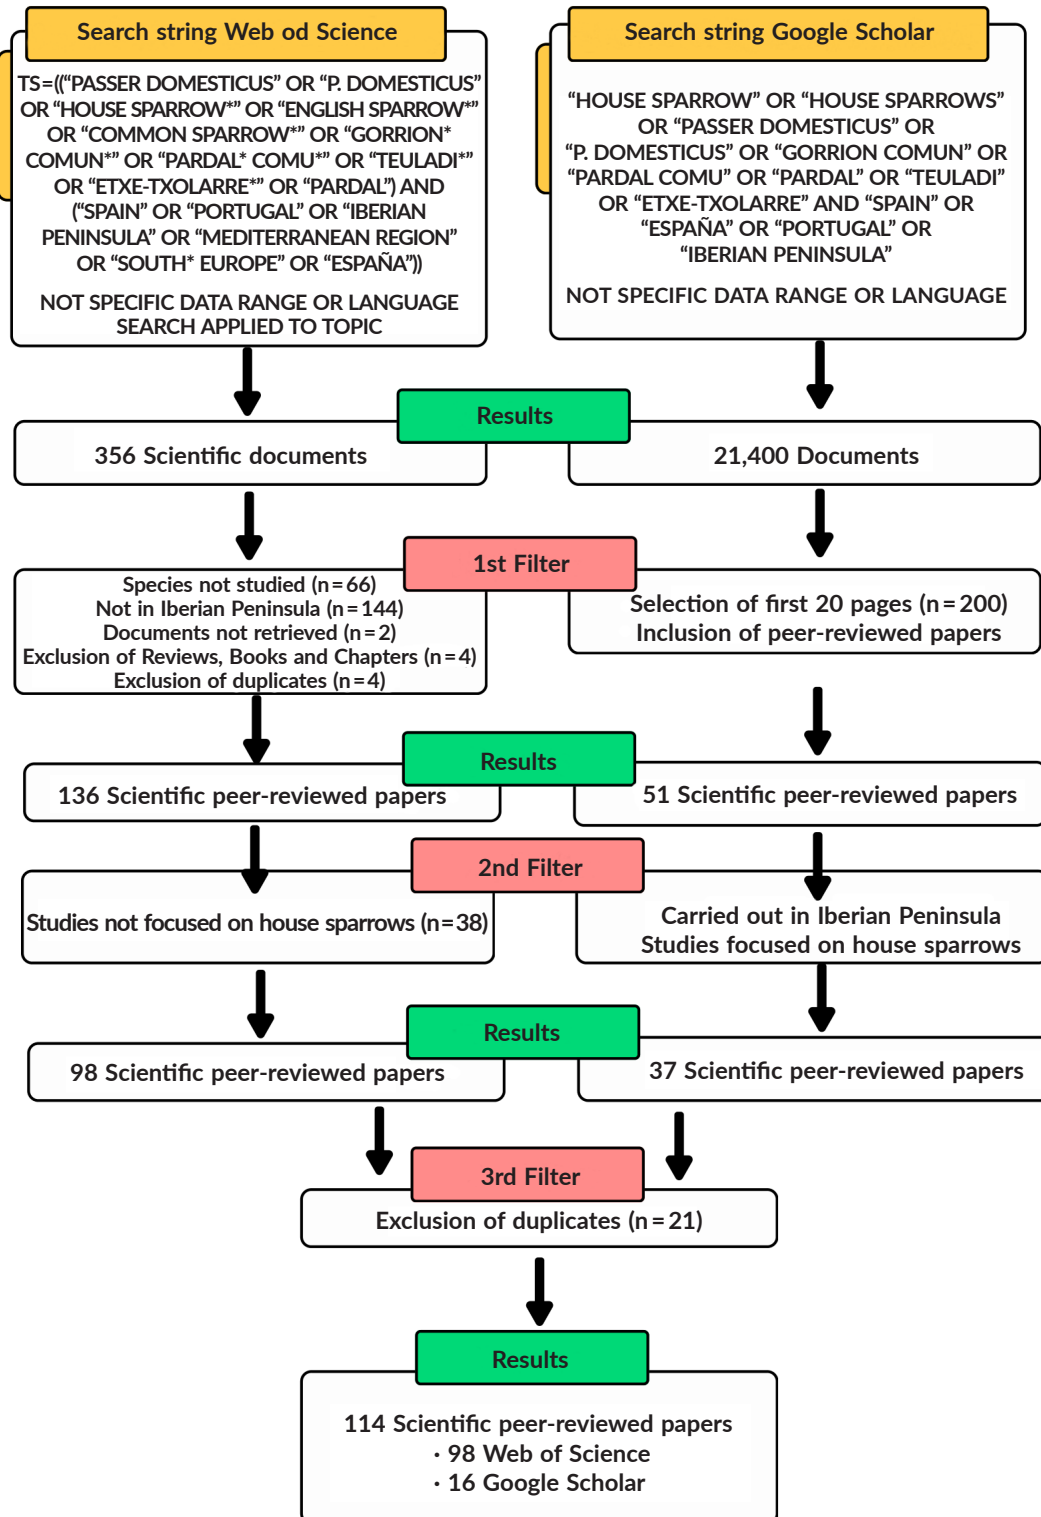 Search string Web od Science
TS=((“PASSER DOMESTICUS” OR “P. DOMESTICUS”
OR “HOUSE SPARROW*” OR “ENGLISH SPARROW*”
OR “COMMON SPARROW*” OR “GORRION*
COMUN*” OR “PARDAL* COMU*” OR “TEULADI*”
OR “ETXE-TXOLARRE*” OR “PARDAL”) AND
(“SPAIN” OR “PORTUGAL” OR “IBERIAN
PENINSULA” OR “MEDITERRANEAN REGION”
OR “SOUTH* EUROPE” OR “ESPAÑA”))
NOT SPECIFIC DATA RANGE OR LANGUAGE
SEARCH APPLIED TO TOPIC
Search string Google Scholar
“HOUSE SPARROW” OR “HOUSE SPARROWS”
OR “PASSER DOMESTICUS” OR
“P. DOMESTICUS” OR “GORRION COMUN” OR
“PARDAL COMU” OR “PARDAL” OR “TEULADI”
OR “ETXE-TXOLARRE” AND “SPAIN” OR
“ESPAÑA” OR “PORTUGAL” OR
“IBERIAN PENINSULA”
NOT SPECIFIC DATA RANGE OR LANGUAGE
Results
356 Scientific documents
21,400 Documents
1st Filter
Species not studied (n=66)
Not in Iberian Peninsula (n=144)
Documents not retrieved (n=2)
Exclusion of Reviews, Books and Chapters (n=4)
Exclusion of duplicates (n=4)
Selection of first 20 pages (n=200)
Inclusion of peer-reviewed papers
Results
136 Scientific peer-reviewed papers
51 Scientific peer-reviewed papers
2nd Filter
Studies not focused on house sparrows (n=38)
Carried out in Iberian Peninsula
Studies focused on house sparrows
Results
98 Scientific peer-reviewed papers
37 Scientific peer-reviewed papers
3rd Filter
Exclusion of duplicates (n=21)
Results
114 Scientific peer-reviewed papers
· 98 Web of Science
· 16 Google Scholar